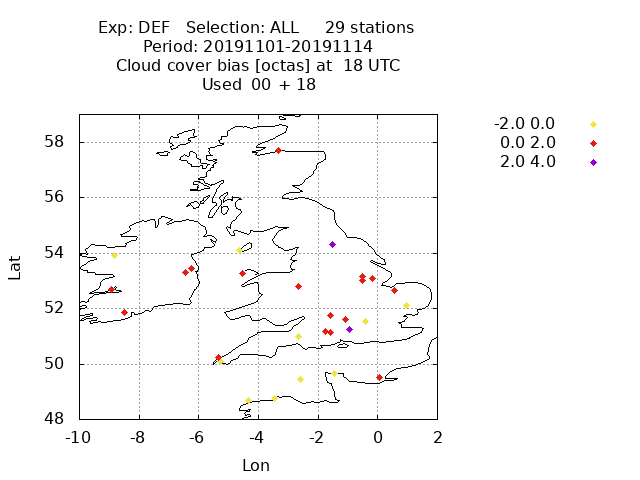 Exp: DEF   Selection: ALL     29 stations
Period: 20191101-20191114
Cloud cover bias [octas] at  18 UTC
Used  00  + 18
-2.0 0.0
0.0 2.0
2.0 4.0
58
56
54
52
50
48
Lat
-10 -8 -6 -4 -2 0 2
Lon